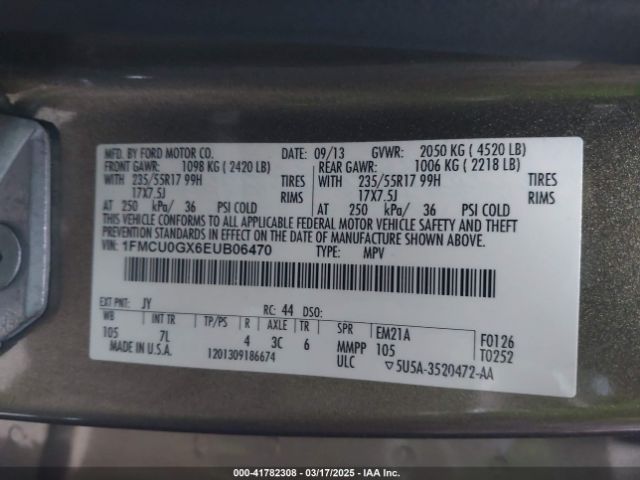 MFD. BY FORD MOTOR CO. DATE: 09/13 GVWR: 2050 KG ( 4520 LB)
FRONT GAWR: 1098 KG ( 2420 LB) REAR GAWR: 1006 KG ( 2218 LB)
WITH 235/55R17 99H TIRES WITH 235/55R17 99H TIRES
17X7.5J RIMS 17X7.5J RIMS
AT 250 kPa/ 36 PSI COLD AT 250 kPa/ 36 PSI COLD
THIS VEHICLE CONFORMS TO ALL APPLICABLE FEDERAL MOTOR VEHICLE SAFETY AND THEFT
PREVENTION STANDARDS IN EFFECT ON THE DATE OF MANUFACTURE SHOWN ABOVE.
VIN: 1FMCU0GX6EUB06470 TYPE: MPV
EXT PNT: JY RC: 44 DSO:
WB INT TR TP/PS R AXLE TR SPR EM21A F0126
105 7L 4 3C 6 MMPP 105 T0252
MADE IN U.S.A. 1201309186674 ULC ▽5U5A-3520472-AA
000-41782308 - 03/17/2025 - IAA Inc.